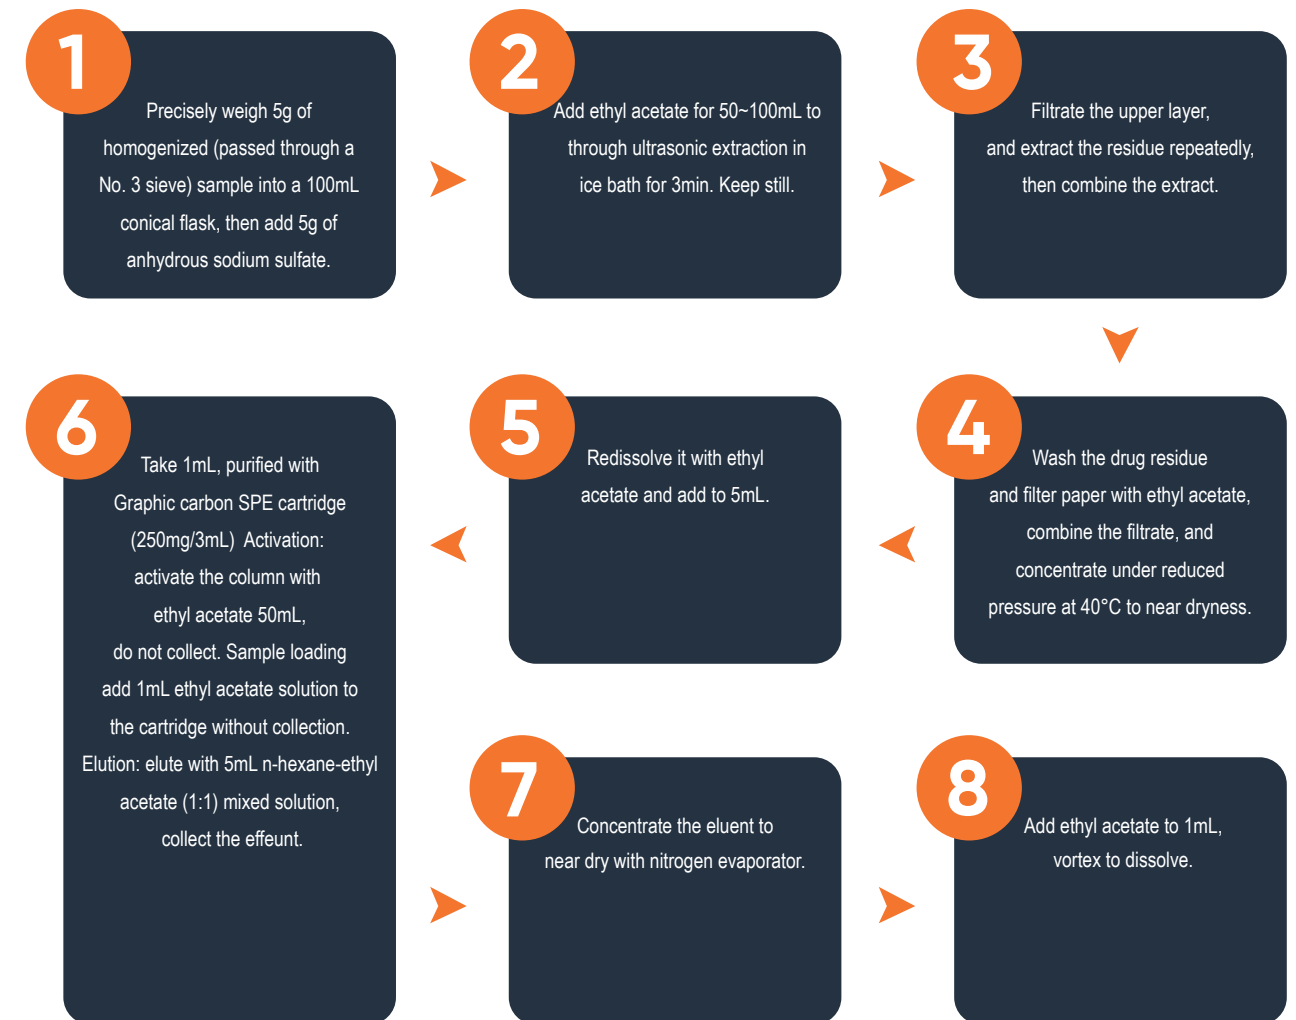 1
Precisely weigh 5g of
homogenized (passed through a
No. 3 sieve) sample into a 100mL
conical flask, then add 5g of
anhydrous sodium sulfate.
2
Add ethyl acetate for 50~100mL to
through ultrasonic extraction in
ice bath for 3min. Keep still.
3
Filtrate the upper layer,
and extract the residue repeatedly,
then combine the extract.
4
Wash the drug residue
and filter paper with ethyl acetate,
combine the filtrate, and
concentrate under reduced
pressure at 40°C to near dryness.
5
Redissolve it with ethyl
acetate and add to 5mL.
6
Take 1mL, purified with
Graphic carbon SPE cartridge
(250mg/3mL) Activation:
activate the column with
ethyl acetate 50mL,
do not collect. Sample loading
add 1mL ethyl acetate solution to
the cartridge without collection.
Elution: elute with 5mL n-hexane-ethyl
acetate (1:1) mixed solution,
collect the effeunt.
7
Concentrate the eluent to
near dry with nitrogen evaporator.
8
Add ethyl acetate to 1mL,
vortex to dissolve.